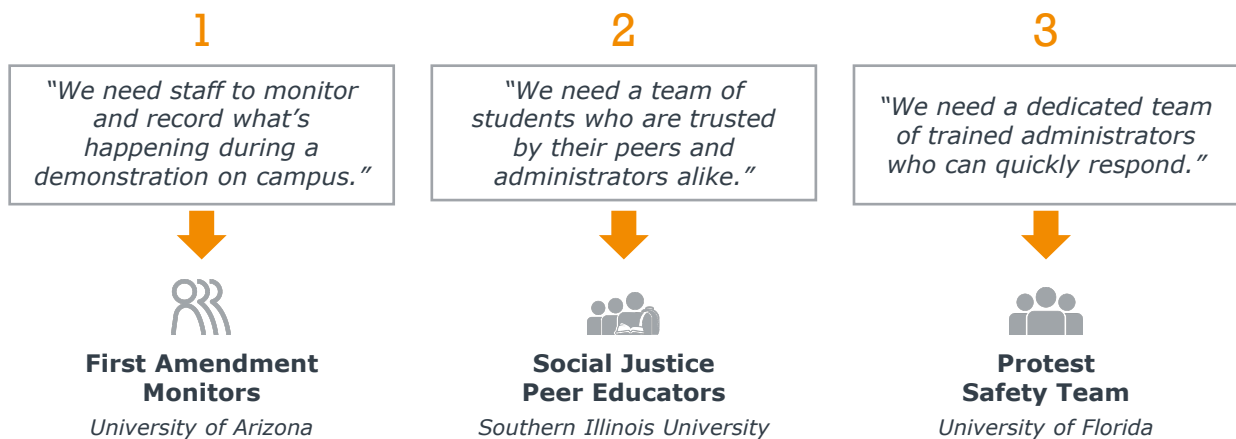 1
“We need staff to monitor
and record what’s
happening during a
demonstration on campus.”
First Amendment
Monitors
University of Arizona
2
“We need a team of
students who are trusted
by their peers and
administrators alike.”
Social Justice
Peer Educators
Southern Illinois University
3
“We need a dedicated team
of trained administrators
who can quickly respond.”
Protest
Safety Team
University of Florida